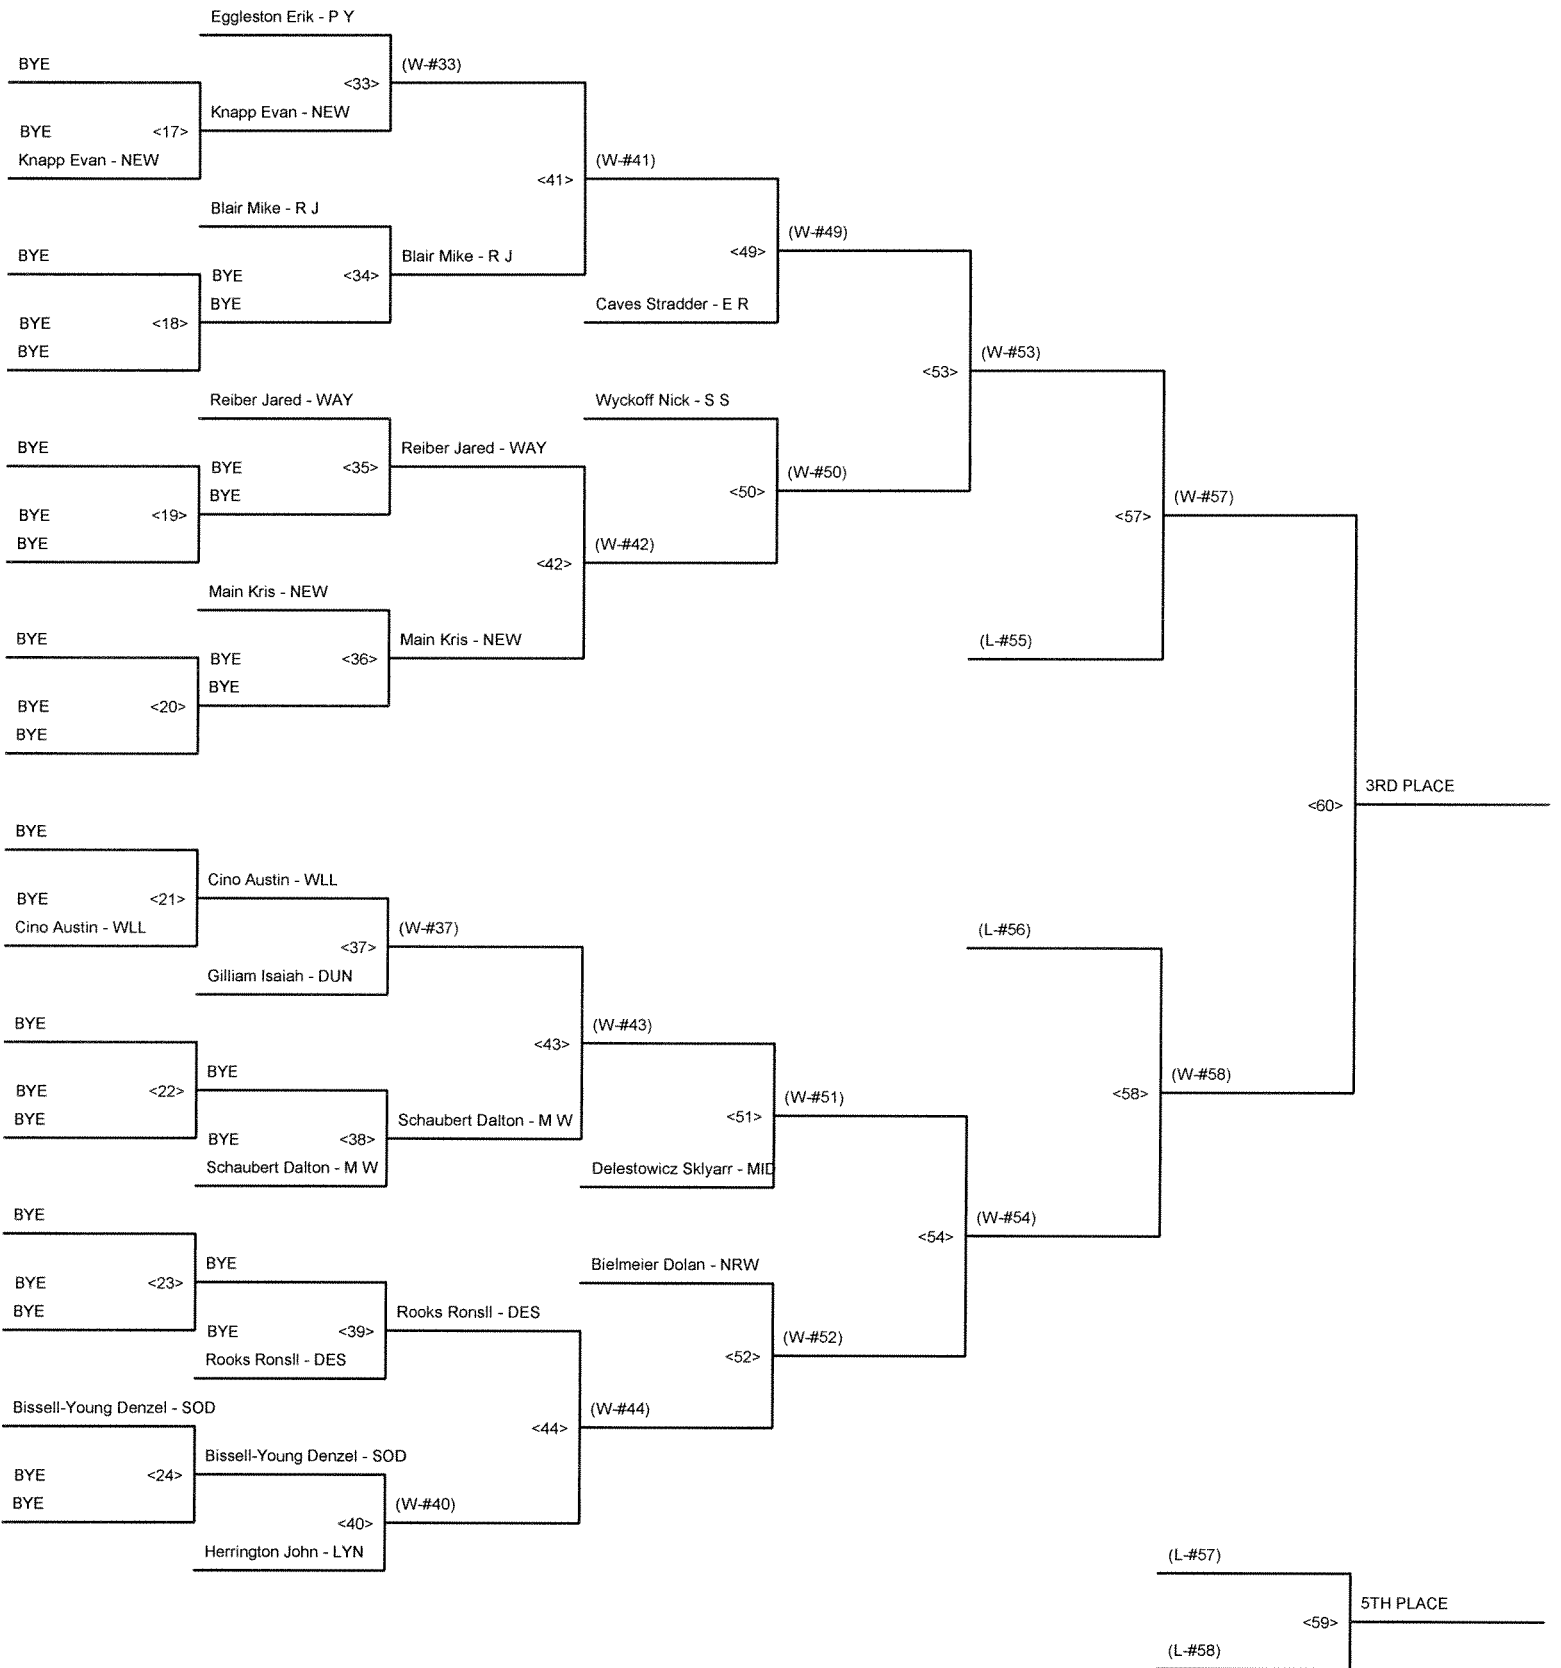 Eggleston Erik - P Y
BYE
(W-#33)
<33>
Knapp Evan - NEW
BYE
<17>
Knapp Evan - NEW
(W-#41)
<41>
Blair Mike - R J
(W-#49)
BYE
Blair Mike - R J
<49>
BYE
<34>
BYE
Caves Stradder - E R
BYE
<18>
BYE
(W-#53)
<53>
Reiber Jared - WAY
Wyckoff Nick - S S
BYE
Reiber Jared - WAY
BYE
<35>
(W-#50)
<50>
BYE
(W-#57)
BYE
<19>
<57>
BYE
(W-#42)
<42>
Main Kris - NEW
BYE
Main Kris - NEW
(L-#55)
BYE
<36>
BYE
BYE
<20>
BYE
3RD PLACE
<60>
BYE
Cino Austin - WLL
BYE
<21>
Cino Austin - WLL
(W-#37)
(L-#56)
<37>
Gilliam Isaiah - DUN
BYE
(W-#43)
<43>
BYE
(W-#58)
BYE
<22>
<58>
BYE
Schaubert Dalton - M W
(W-#51)
<51>
BYE
<38>
Schaubert Dalton - M W
Delestowicz Sklyarr - MID
BYE
(W-#54)
<54>
BYE
Bielmeier Dolan - NRW
BYE
<23>
BYE
Rooks Ronsll - DES
BYE
<39>
(W-#52)
Rooks Ronsll - DES
<52>
Bissell-Young Denzel - SOD
(W-#44)
<44>
Bissell-Young Denzel - SOD
BYE
<24>
BYE
(W-#40)
<40>
Herrington John - LYN
(L-#57)
5TH PLACE
<59>
(L-#58)